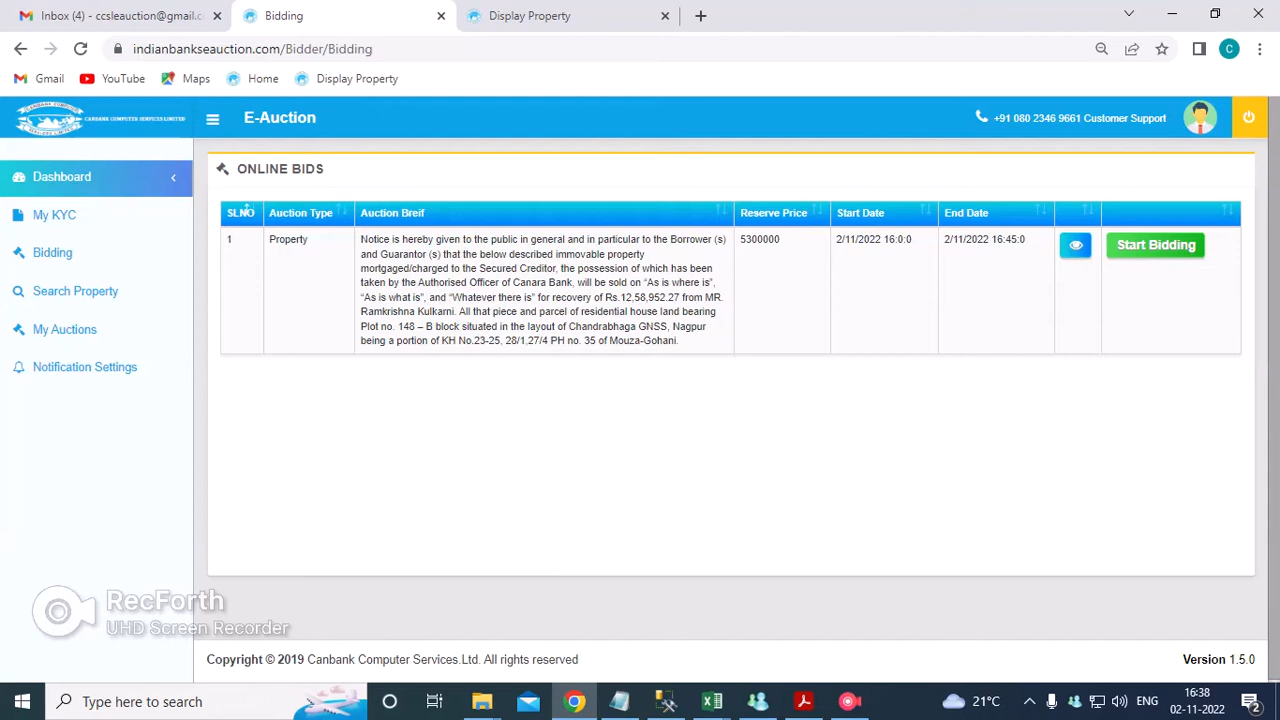 Inbox (4) - ccsleauction@gmail.c
Bidding
Display Property
indianbankseauction.com/Bidder/Bidding
C
Gmail
YouTube
Maps
Home
Display Property
CANBANK COMPUTER SERVICES LIMITED
E-Auction
+91 080 2346 9661 Customer Support
Dashboard
My KYC
Bidding
Search Property
My Auctions
Notification Settings
ONLINE BIDS
SLNO Auction Type Auction Breif Reserve Price Start Date End Date
1 Property Notice is hereby given to the public in general and in particular to the Borrower (s) 5300000 2/11/2022 16:0:0 2/11/2022 16:45:0 Start Bidding
and Guarantor (s) that the below described immovable property
mortgaged/charged to the Secured Creditor, the possession of which has been
taken by the Authorised Officer of Canara Bank, will be sold on “As is where is”,
“As is what is”, and “Whatever there is” for recovery of Rs.12,58,952.27 from MR.
Ramkrishna Kulkarni. All that piece and parcel of residential house land bearing
Plot no. 148 – B block situated in the layout of Chandrabhaga GNSS, Nagpur
being a portion of KH No.23-25, 28/1,27/4 PH no. 35 of Mouza-Gohani.
RecForth
UHD Screen Recorder
Copyright © 2019 Canbank Computer Services.Ltd. All rights reserved
Version 1.5.0
Type here to search
21°C
ENG
16:38
02-11-2022
2